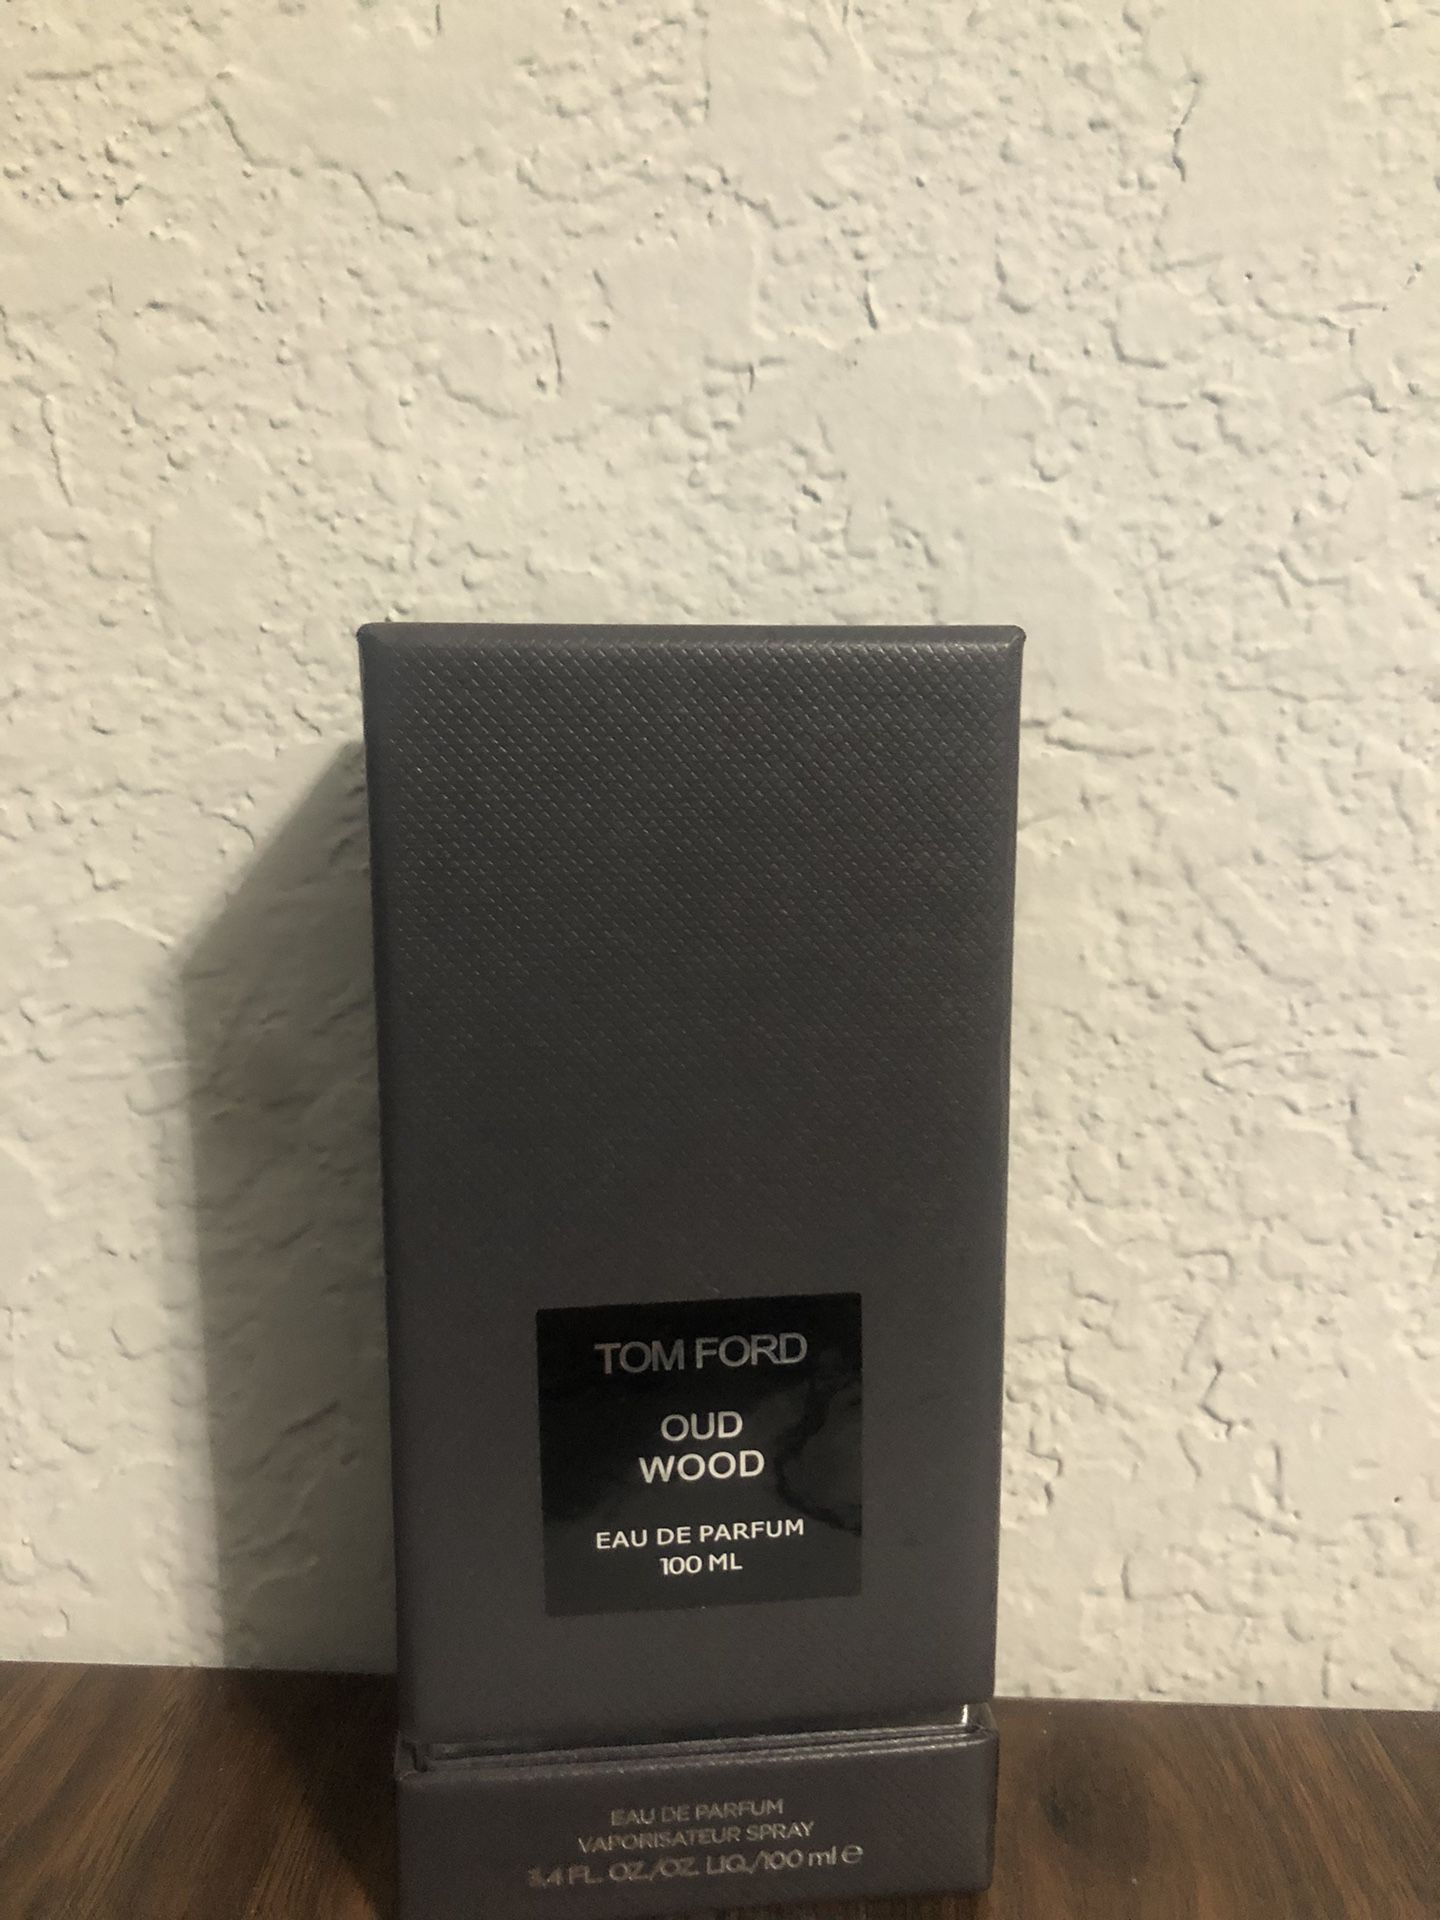 TOM FORD
OUD
WOOD
EAU DE PARFUM
100 ML
EAU DE PARFUM
VAPORISATEUR SPRAY
3.4 FL. OZ./OZ. LIQ./100 ml e